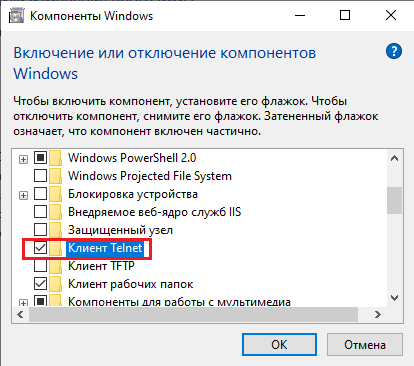 Компоненты Windows
Включение или отключение компонентов
Windows
Чтобы включить компонент, установите его флажок. Чтобы
отключить компонент, снимите его флажок. Затененный флажок
означает, что компонент включен частично.
Windows PowerShell 2.0
Windows Projected File System
Блокировка устройства
Внедряемое веб-ядро служб IIS
Защищенный узел
Клиент Telnet
Клиент TFTP
Клиент рабочих папок
Компоненты для работы с мультимедиа
ОК
Отмена